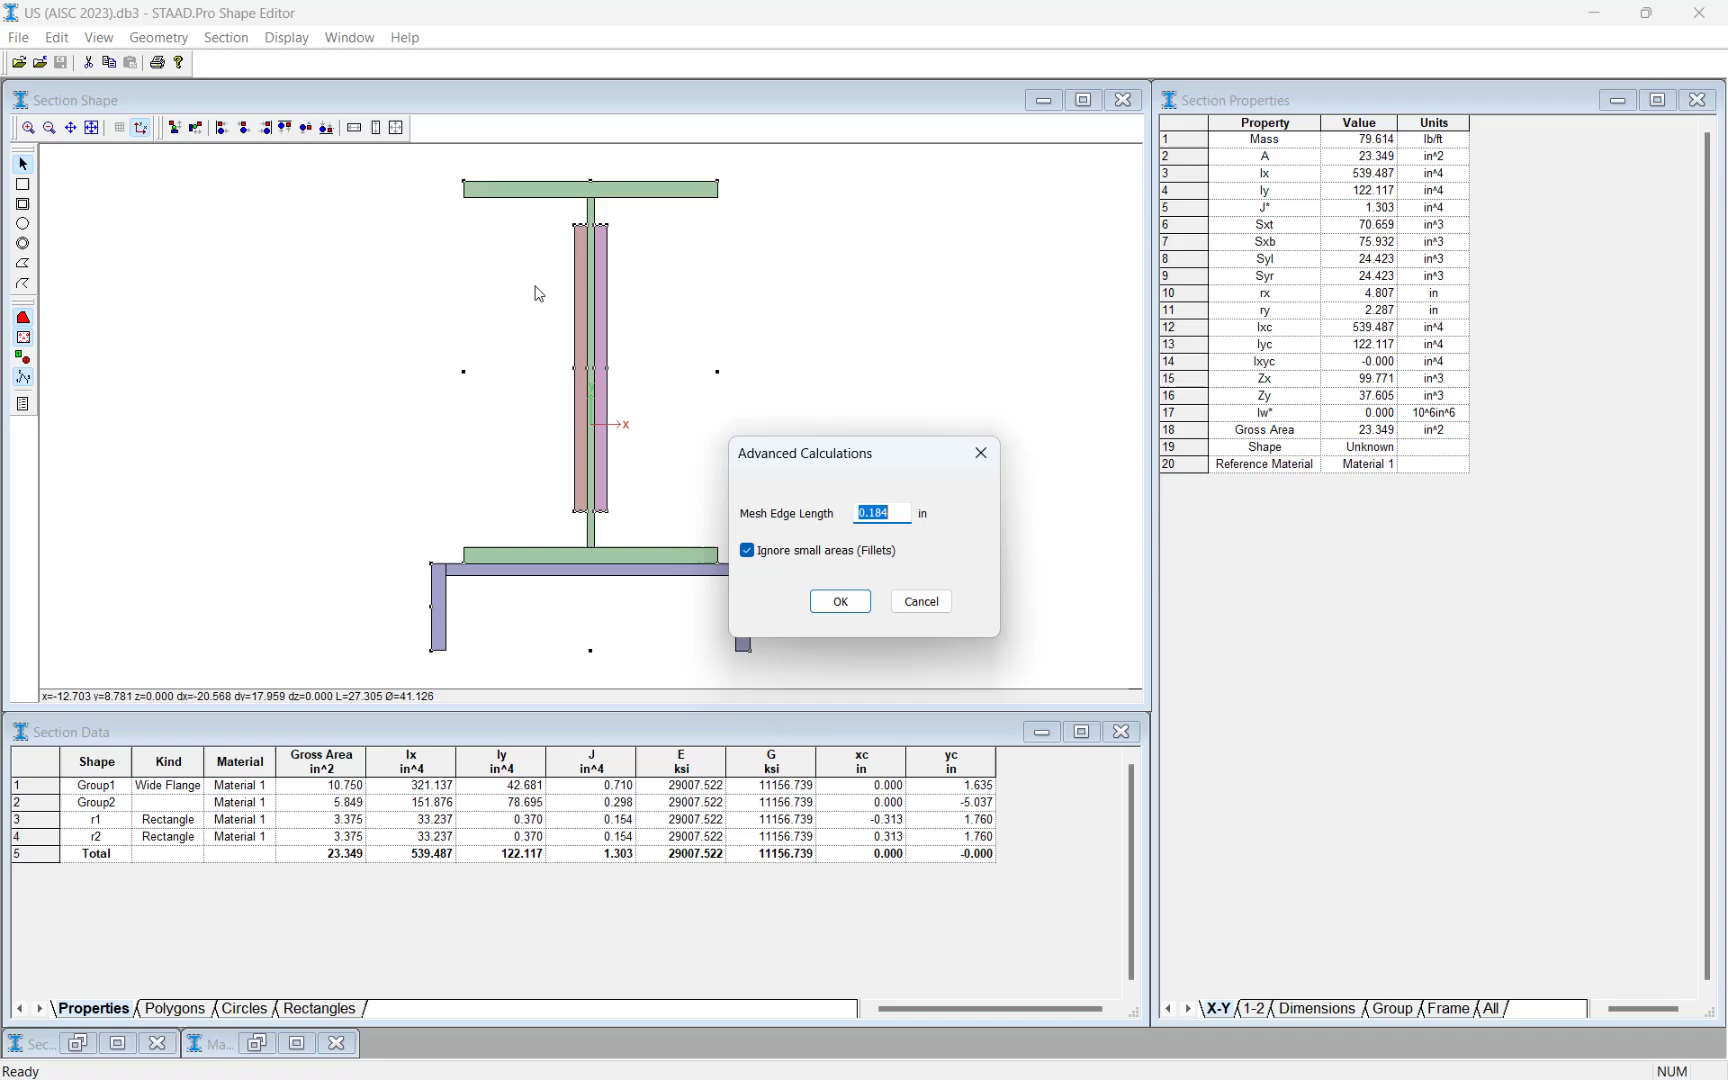 US (AISC 2023).db3 - STAAD.Pro Shape Editor
File Edit View Geometry Section Display Window Help
Section Shape
Section Properties
Property Value Units
1 Mass 79.614 lb/ft
2 A 23.349 in^2
3 Ix 539.487 in^4
4 Iy 122.117 in^4
5 J* 1.303 in^4
6 Sxt 70.659 in^3
7 Sxb 75.932 in^3
8 Syl 24.423 in^3
9 Syr 24.423 in^3
10 rx 4.807 in
11 ry 2.287 in
12 Ixc 539.487 in^4
13 Iyc 122.117 in^4
14 Ixyc -0.000 in^4
15 Zx 99.771 in^3
16 Zy 37.605 in^3
17 Iw* 0.000 10^6in^6
18 Gross Area 23.349 in^2
19 Shape Unknown
20 Reference Material Material 1
y
x
Advanced Calculations
Mesh Edge Length 0.184 in
Ignore small areas (Fillets)
OK Cancel
x=-12.703 y=8.781 z=0.000 dx=-20.568 dy=17.959 dz=0.000 L=27.305 Ø=41.126
Section Data
Shape Kind Material Gross Area in^2 Ix in^4 Iy in^4 J in^4 E ksi G ksi xc in yc in
1 Group1 Wide Flange Material 1 10.750 321.137 42.681 0.710 29007.522 11156.739 0.000 1.635
2 Group2 Material 1 5.849 151.876 78.695 0.298 29007.522 11156.739 0.000 -5.037
3 r1 Rectangle Material 1 3.375 33.237 0.370 0.154 29007.522 11156.739 -0.313 1.760
4 r2 Rectangle Material 1 3.375 33.237 0.370 0.154 29007.522 11156.739 0.313 1.760
5 Total 23.349 539.487 122.117 1.303 29007.522 11156.739 0.000 -0.000
Properties Polygons Circles Rectangles
X-Y 1-2 Dimensions Group Frame All
Sec... Ma...
Ready
NUM